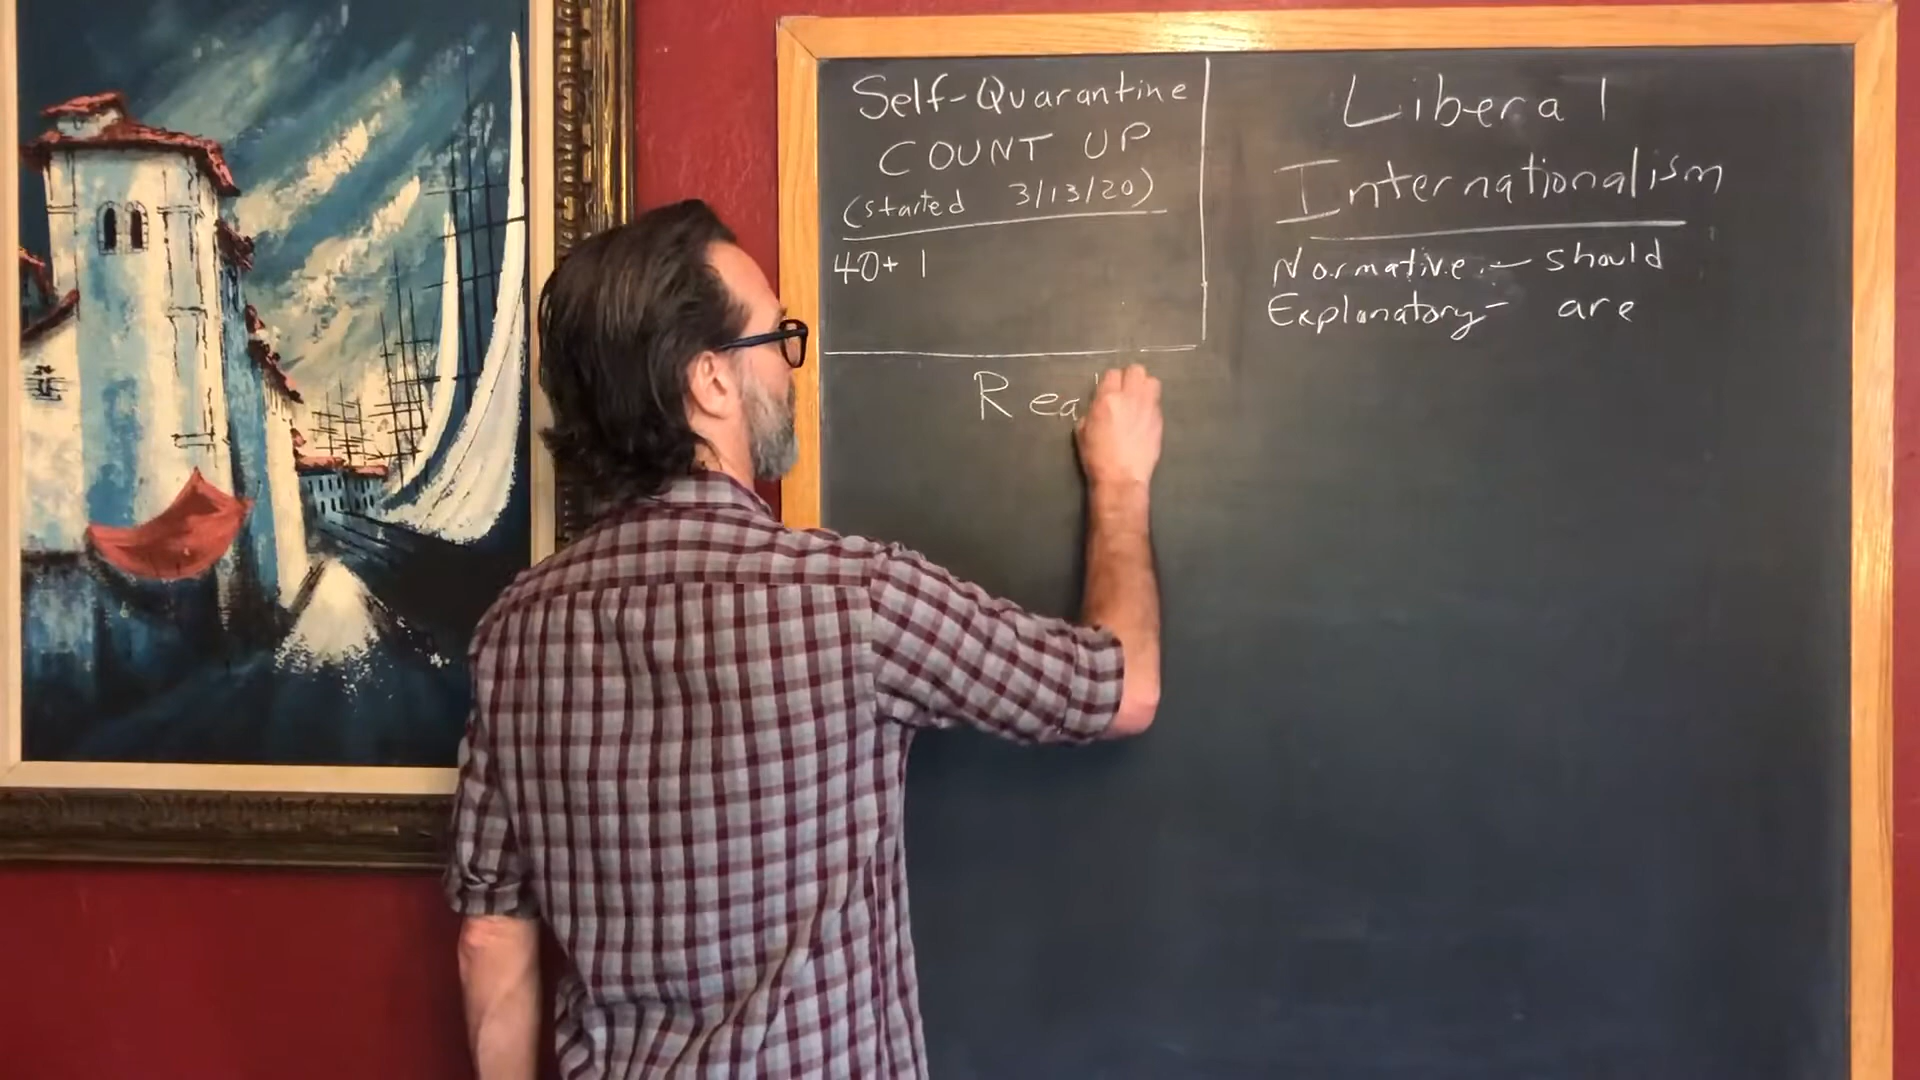 Self-Quarantine
COUNT UP
(started 3/13/20)
40+ 1
Rea
Liberal
Internationalism
Normative - should
Explanatory - are